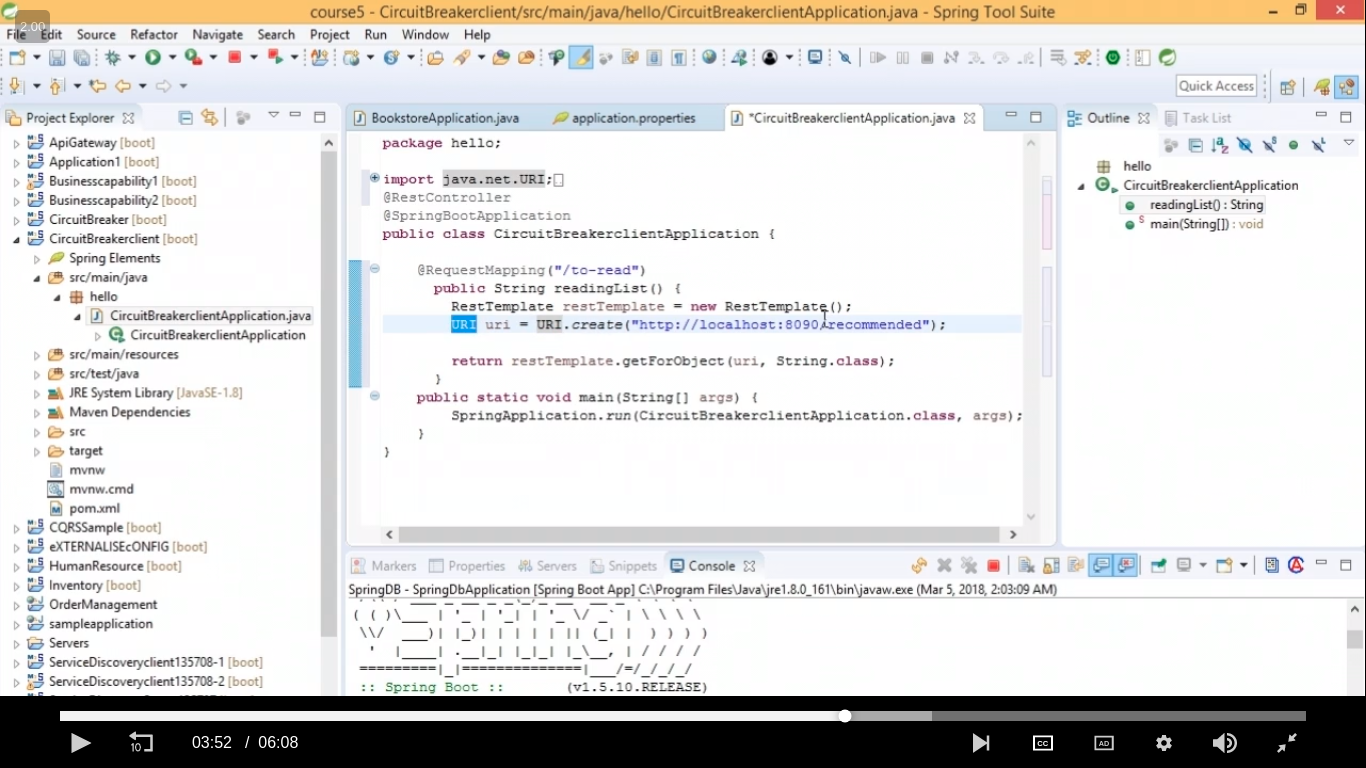 course5 - CircuitBreakerclient/src/main/java/hello/CircuitBreakerclientApplication.java - Spring Tool Suite
2.00
File Edit Source Refactor Navigate Search Project Run Window Help
Quick Access
Project Explorer
ApiGateway [boot]
Application1 [boot]
Businesscapability1 [boot]
Businesscapability2 [boot]
CircuitBreaker [boot]
CircuitBreakerclient [boot]
Spring Elements
src/main/java
hello
CircuitBreakerclientApplication.java
CircuitBreakerclientApplication
src/main/resources
src/test/java
JRE System Library [JavaSE-1.8]
Maven Dependencies
src
target
mvnw
mvnw.cmd
pom.xml
CQRSSample [boot]
eXTERNALISEcONFIG [boot]
HumanResource [boot]
Inventory [boot]
OrderManagement
sampleapplication
Servers
ServiceDiscoveryclient135708-1 [boot]
ServiceDiscoveryclient135708-2 [boot]
BookstoreApplication.java application.properties *CircuitBreakerclientApplication.java
package hello;
import java.net.URI;
@RestController
@SpringBootApplication
public class CircuitBreakerclientApplication {
@RequestMapping("/to-read")
public String readingList() {
RestTemplate restTemplate = new RestTemplate();
URI uri = URI.create("http://localhost:8090/recommended");
return restTemplate.getForObject(uri, String.class);
}
public static void main(String[] args) {
SpringApplication.run(CircuitBreakerclientApplication.class, args);
}
}
Outline Task List
hello
CircuitBreakerclientApplication
readingList() : String
main(String[]) : void
Markers Properties Servers Snippets Console
SpringDB - SpringDbApplication [Spring Boot App] C:\Program Files\Java\jre1.8.0_161\bin\javaw.exe (Mar 5, 2018, 2:03:09 AM)
:: Spring Boot :: (v1.5.10.RELEASE)
10 03:52 / 06:08 CC AD